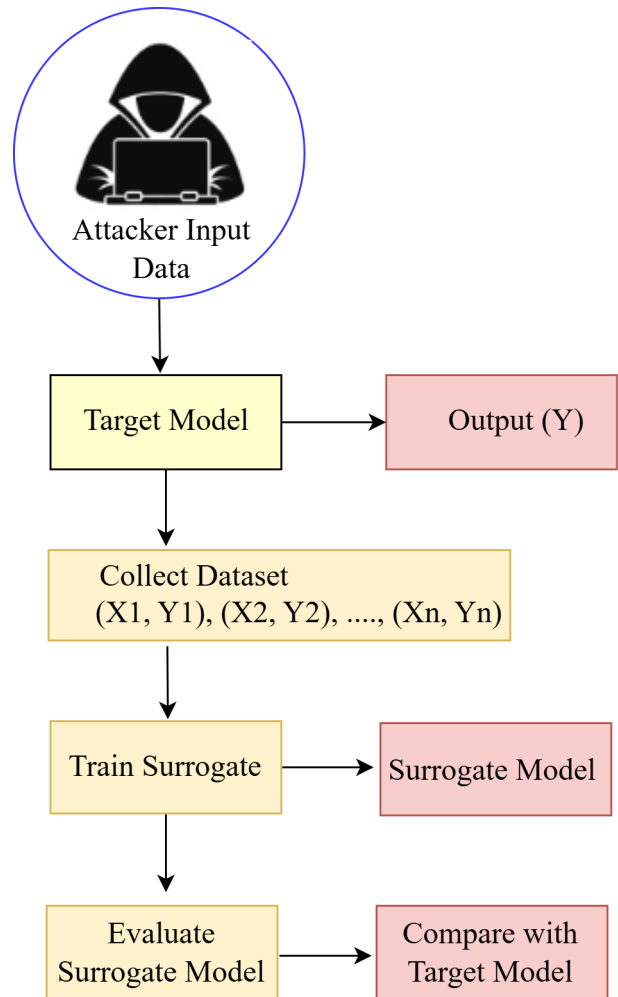 Attacker Input
Data
Target Model
Output (Y)
Collect Dataset
(X1, Y1), (X2, Y2), ...., (Xn, Yn)
Train Surrogate
Surrogate Model
Evaluate
Surrogate Model
Compare with
Target Model